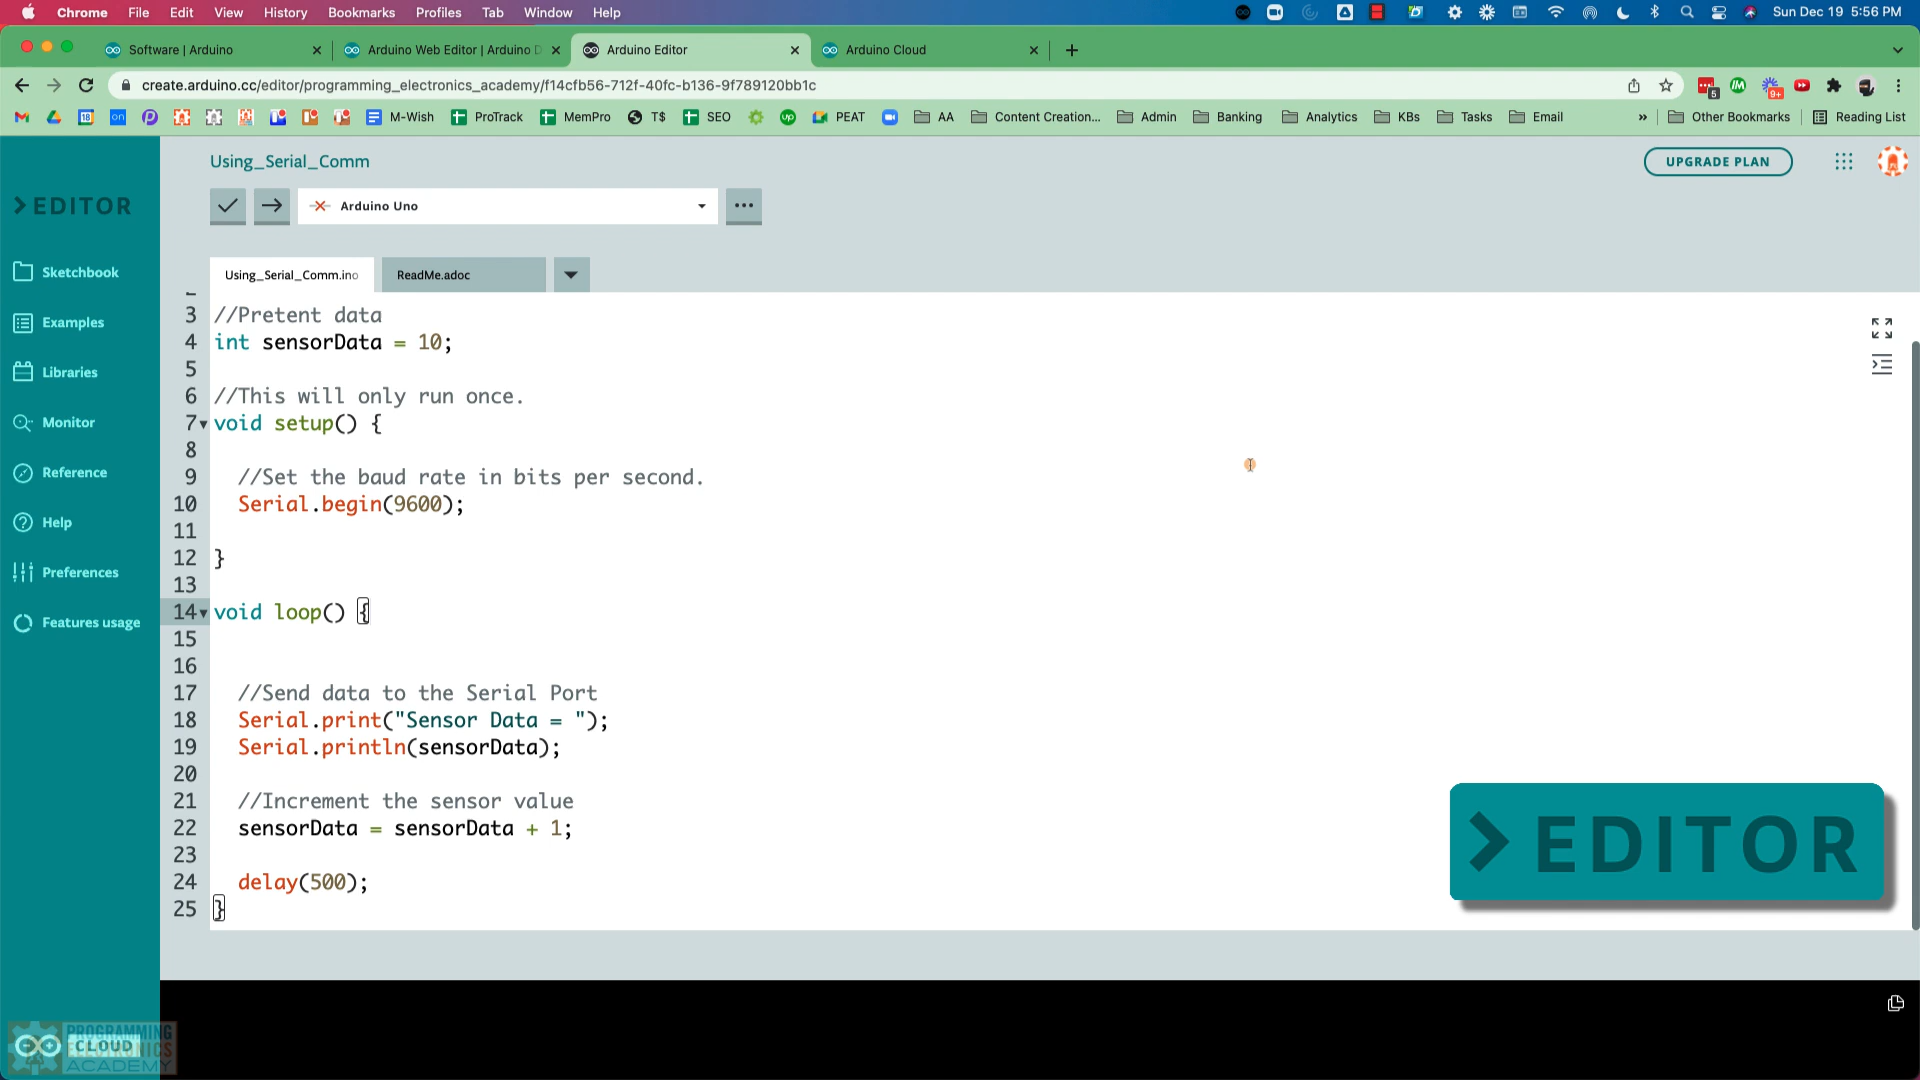 Chrome File Edit View History Bookmarks Profiles Tab Window Help Sun Dec 19 5:56 PM
Software | Arduino Arduino Web Editor | Arduino D Arduino Editor Arduino Cloud
create.arduino.cc/editor/programming_electronics_academy/f14cfb56-712f-40fc-b136-9f789120bb1c 5 9+
18 on M-Wish ProTrack MemPro T$ SEO up PEAT AA Content Creation... Admin Banking Analytics KBs Tasks Email » Other Bookmarks Reading List
Using_Serial_Comm UPGRADE PLAN
EDITOR
Arduino Uno
Using_Serial_Comm.ino ReadMe.adoc
Sketchbook
Examples
Libraries
Monitor
Reference
Help
Preferences
Features usage
3 //Pretent data
4 int sensorData = 10;
5
6 //This will only run once.
7 void setup() {
8
9 //Set the baud rate in bits per second.
10 Serial.begin(9600);
11
12 }
13
14 void loop() {
15
16
17 //Send data to the Serial Port
18 Serial.print("Sensor Data = ");
19 Serial.println(sensorData);
20
21 //Increment the sensor value
22 sensorData = sensorData + 1;
23
24 delay(500);
25 }
EDITOR
PROGRAMMING
ELECTRONICS
ACADEMY
CLOUD